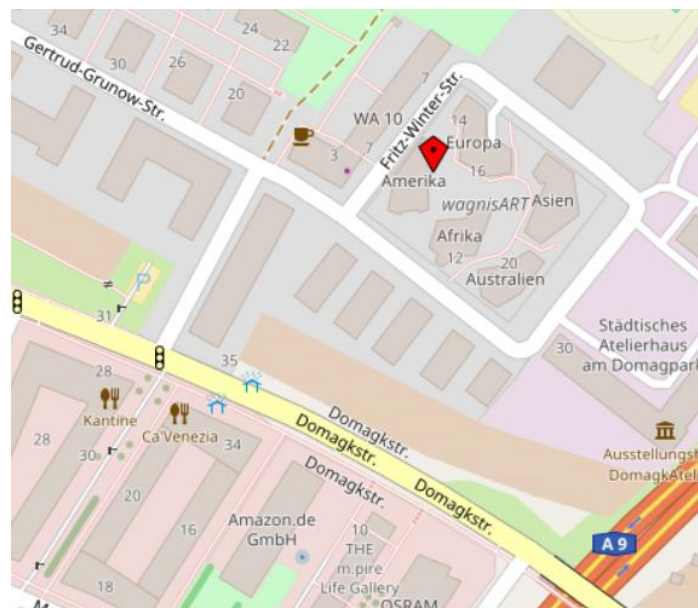 34
24
22
30
26
20
Gertrud-Grunow-Str.
WA 10
7
7
3
Fritz-Winter-Str.
14
Europa
16
Amerika
wagnisART
Asien
Afrika
12
20
Australien
P
31
35
30
Städtisches
Atelierhaus
am Domagpark
28
Kantine
Ca'Venezia
28
30
34
20
16
18
Domagkstr.
Domagkstr.
Domagkstr.
Domagkstr.
Amazon.de
GmbH
10
THE
m.pire
Life Gallery
OSRAM
A 9